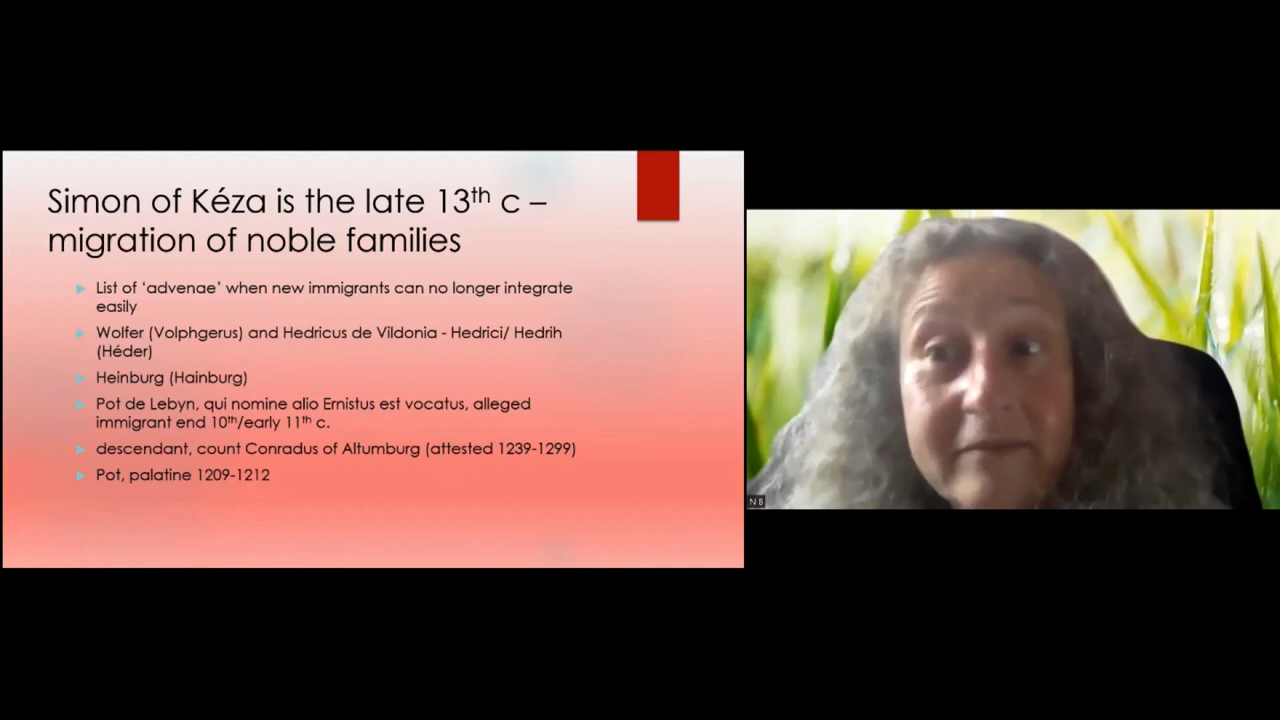 Simon of Kéza is the late 13th c –
migration of noble families
List of ‘advenae’ when new immigrants can no longer integrate
easily
Wolfer (Volphgerus) and Hedricus de Vildonia - Hedrici/ Hedrih
(Héder)
Heinburg (Hainburg)
Pot de Lebyn, qui nomine alio Ernistus est vocatus, alleged
immigrant end 10th/early 11th c.
descendant, count Conradus of Altumburg (attested 1239-1299)
Pot, palatine 1209-1212
N B